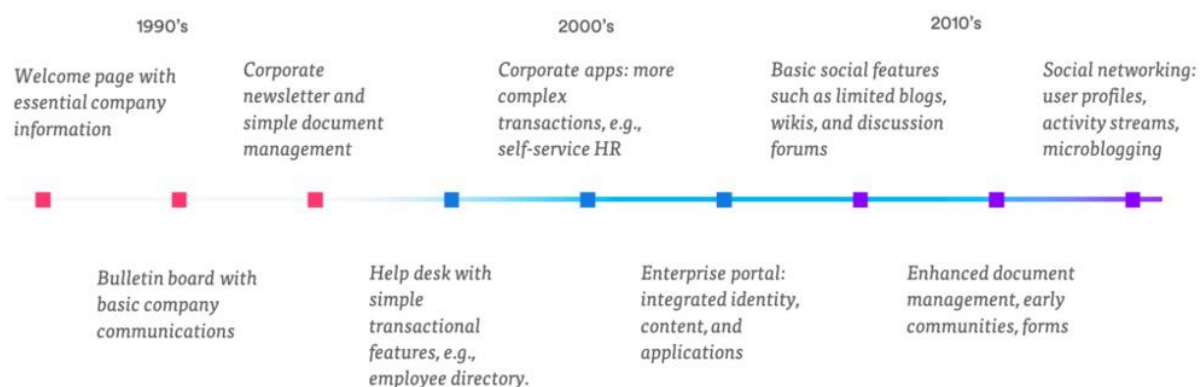 1990's
2000's
2010's
Welcome page with
essential company
information
Corporate
newsletter and
simple document
management
Corporate apps: more
complex
transactions, e.g.,
self-service HR
Basic social features
such as limited blogs,
wikis, and discussion
forums
Social networking:
user profiles,
activity streams,
microblogging
Bulletin board with
basic company
communications
Help desk with
simple
transactional
features, e.g.,
employee directory.
Enterprise portal:
integrated identity,
content, and
applications
Enhanced document
management, early
communities, forms